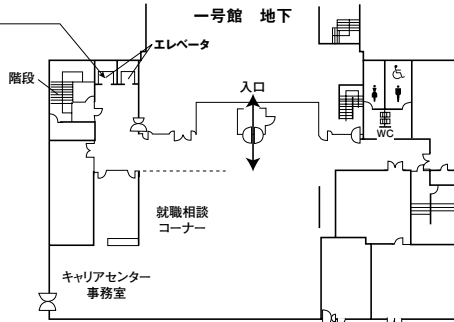 一号館 地下
エレベータ
階段
入口
WC
就職相談
コーナー
キャリアセンター
事務室